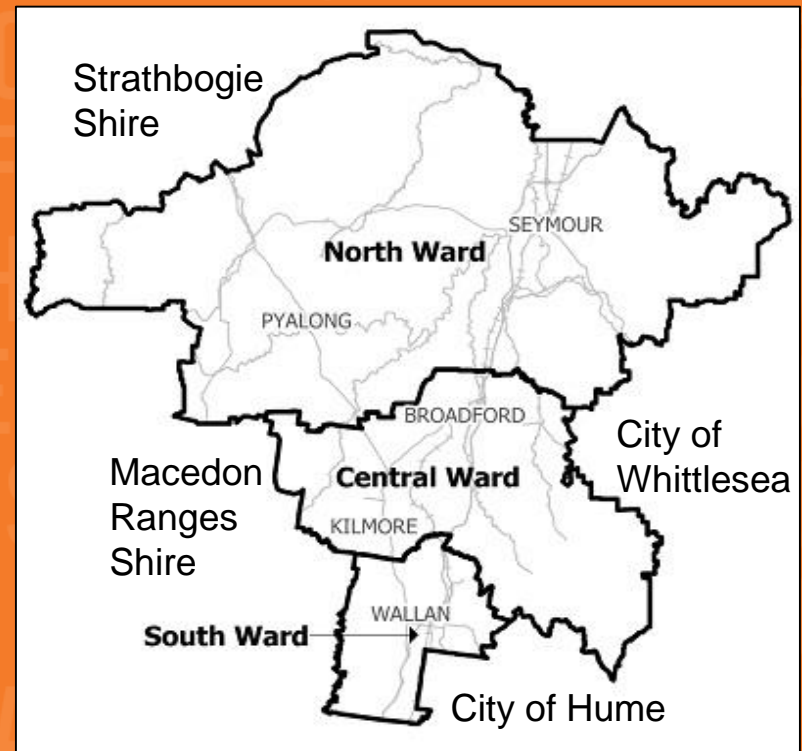 Strathbogie
Shire
SEYMOUR
North Ward
PYALONG
BROADFORD
City of
Whittlesea
Macedon
Ranges
Shire
Central Ward
KILMORE
WALLAN
South Ward
City of Hume